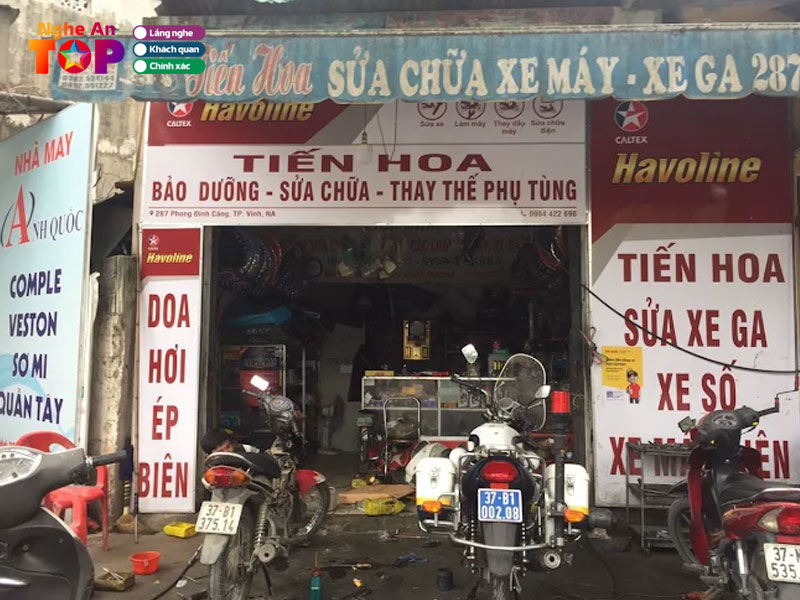 Nghe An
TOP
Lắng nghe
Khách quan
Chính xác
Tiến Hoa SỬA CHỮA XE MÁY - XE GA 287
CALTEX
Havoline
Sửa xe
Làm máy
Thay dầu máy
Sửa chữa điện
TIẾN HOA
BẢO DƯỠNG - SỬA CHỮA - THAY THẾ PHỤ TÙNG
287 Phong Đình Cảng, TP. Vinh, NA
0984 422 698
CALTEX
Havoline
TIẾN HOA
SỬA XE GA
XE SỐ
XE
NHÀ MAY
ANH QUỐC
COMPLE
VESTON
SO MI
QUẦN TÂY
Havoline
DOA
HƠI
ÉP
BIÊN
37-B1
375.14
37-B1
002.08
535